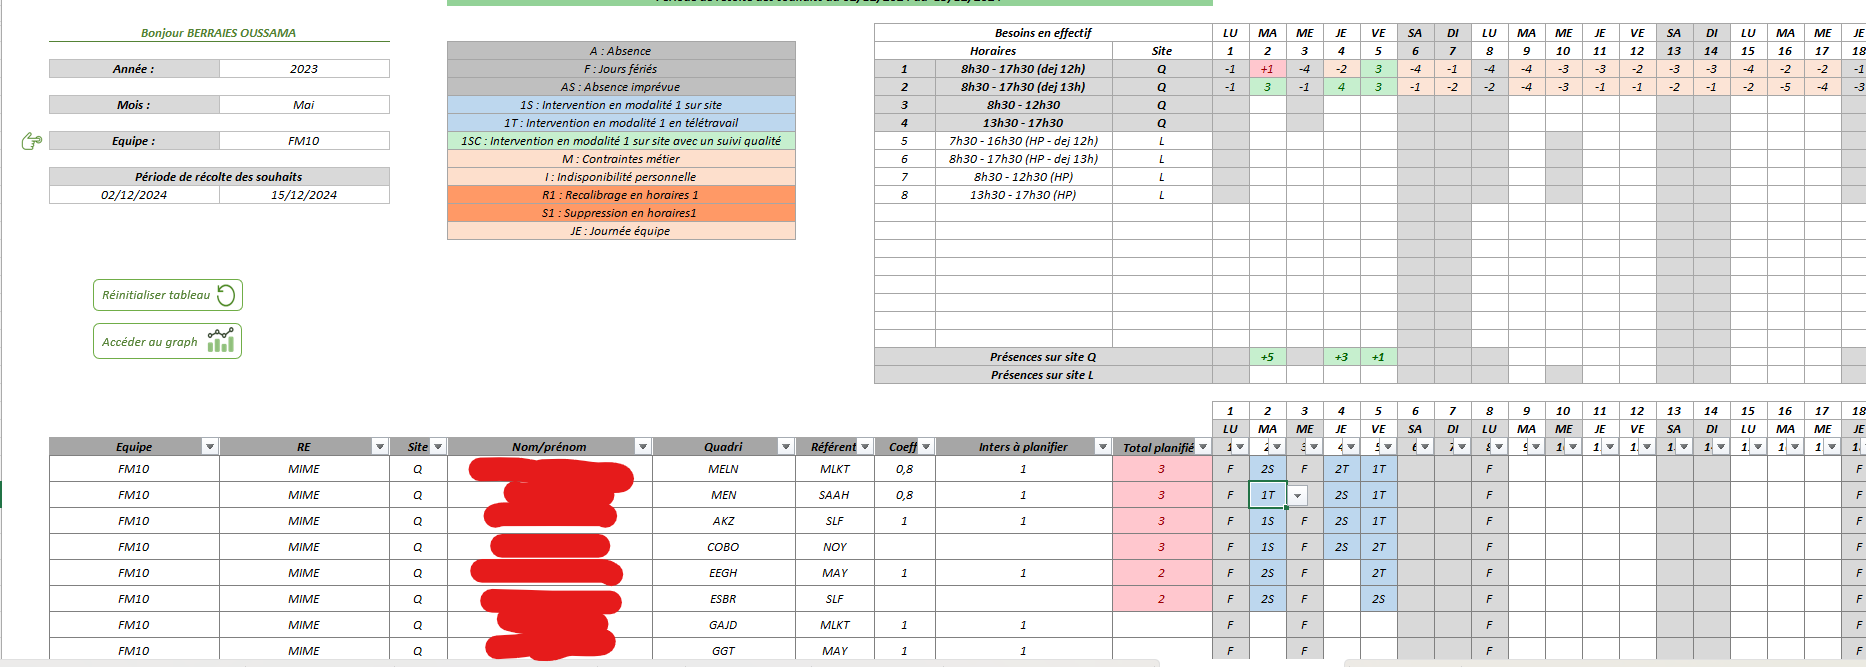 Bonjour BERRAIES OUSSAMA
Année : 2023
Mois : Mai
Equipe : FM10
Période de récolte des souhaits
02/12/2024 15/12/2024
Réinitialiser tableau
Accéder au graph
A : Absence
F : Jours fériés
AS : Absence imprévue
1S : Intervention en modalité 1 sur site
1T : Intervention en modalité 1 en télétravail
1SC : Intervention en modalité 1 sur site avec un suivi qualité
M : Contraintes métier
I : Indisponibilité personnelle
R1 : Recalibrage en horaires 1
S1 : Suppression en horaires1
JE : Journée équipe
Besoins en effectif LU MA ME JE VE SA DI LU MA ME JE VE SA DI LU MA ME JE
Horaires Site 1 2 3 4 5 6 7 8 9 10 11 12 13 14 15 16 17 18
1 8h30 - 17h30 (dej 12h) Q -1 +1 -4 -2 3 -4 -1 -4 -4 -3 -3 -2 -3 -3 -4 -2 -2 -1
2 8h30 - 17h30 (dej 13h) Q -1 3 -1 4 3 -1 -2 -2 -4 -3 -1 -1 -2 -1 -2 -5 -4 -3
3 8h30 - 12h30 Q
4 13h30 - 17h30 Q
5 7h30 - 16h30 (HP - dej 12h) L
6 8h30 - 17h30 (HP - dej 13h) L
7 8h30 - 12h30 (HP) L
8 13h30 - 17h30 (HP) L
Présences sur site Q +5 +3 +1
Présences sur site L
1 2 3 4 5 6 7 8 9 10 11 12 13 14 15 16 17 18
LU MA ME JE VE SA DI LU MA ME JE VE SA DI LU MA ME JE
Equipe RE Site Nom/prénom Quadri Référent Coeff Inters à planifier Total planifié
FM10 MIME Q MELN MLKT 0,8 1 3 F 2S F 2T 1T F F
FM10 MIME Q MEN SAAH 0,8 1 3 F 1T 2S 1T F F
FM10 MIME Q AKZ SLF 1 1 3 F 1S F 2S 1T F F
FM10 MIME Q COBO NOY 3 F 1S F 2S 2T F F
FM10 MIME Q EEGH MAY 1 1 2 F 2S F 2T F F
FM10 MIME Q ESBR SLF 2 F 2S F 2S F F
FM10 MIME Q GAJD MLKT 1 1 F F F F
FM10 MIME Q GGT MAY 1 1 F F F F